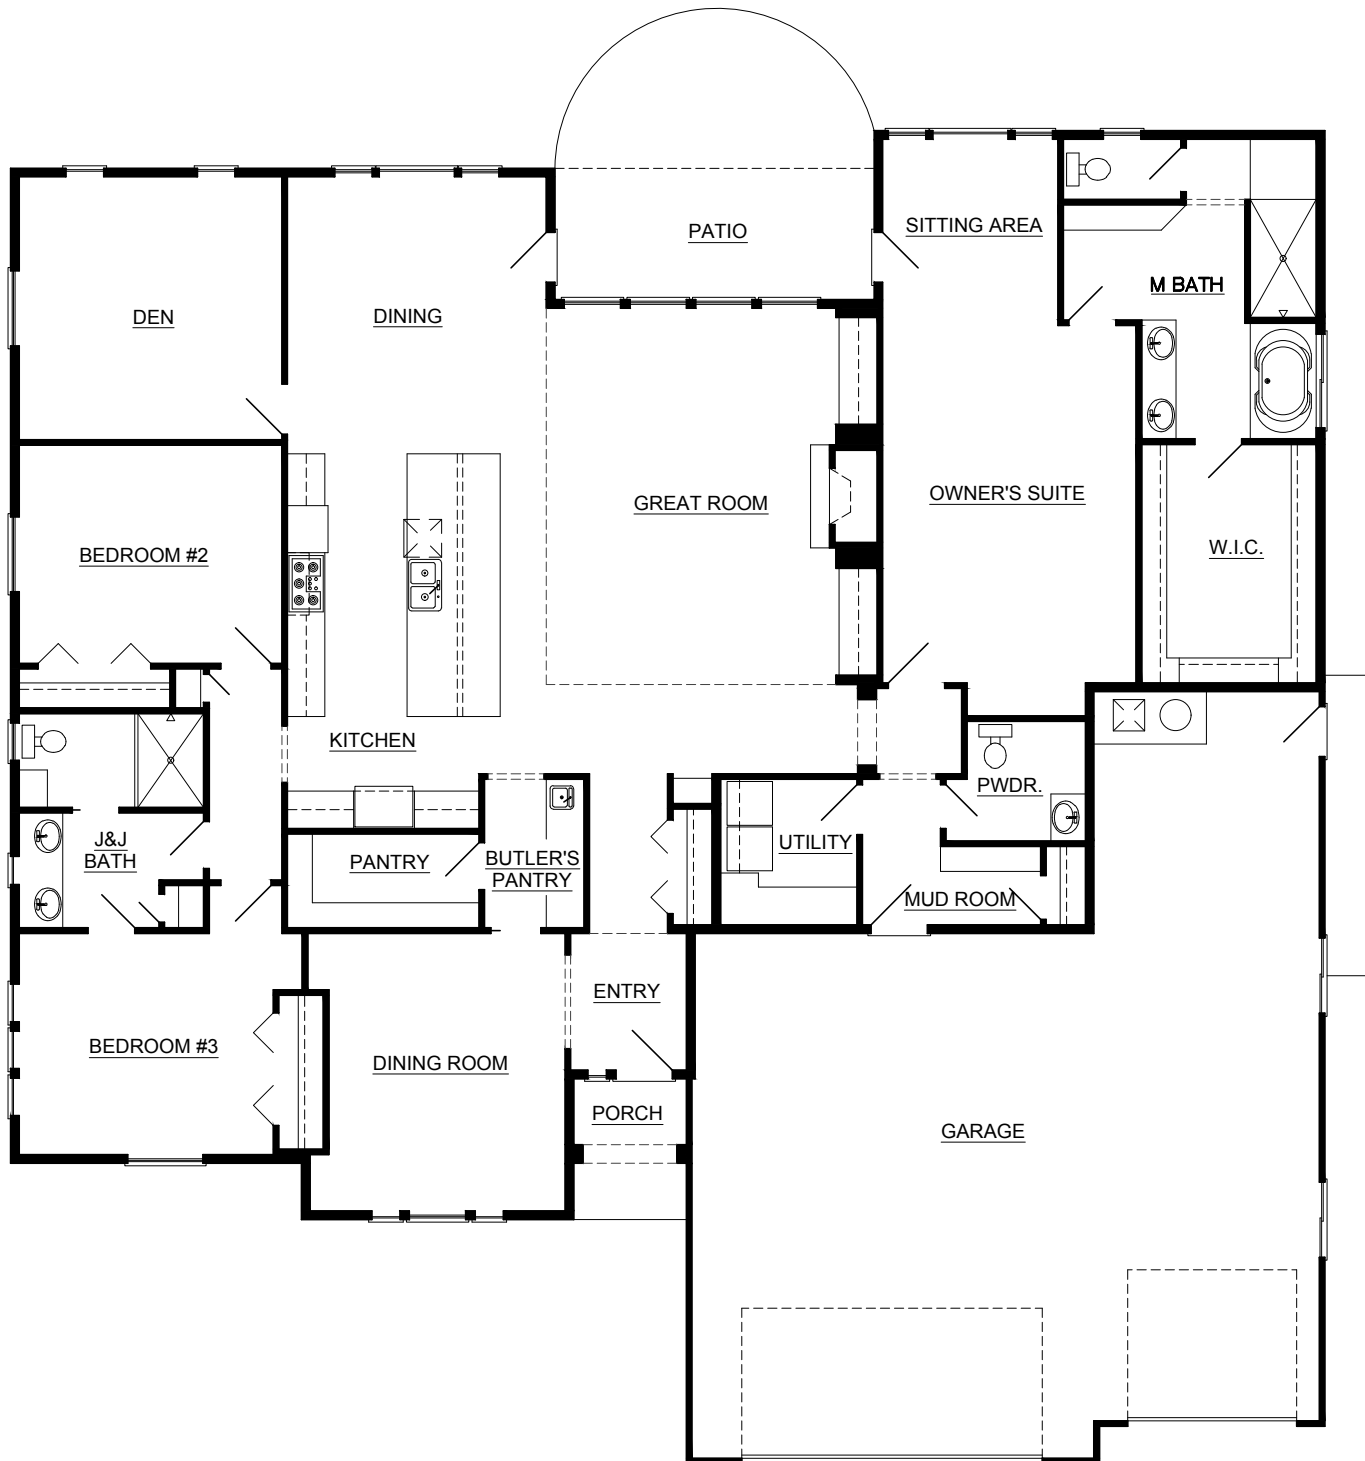 SITTING AREA
PATIO
M BATH
DEN
DINING
GREAT ROOM
OWNER'S SUITE
BEDROOM #2
W.I.C.
KITCHEN
PWDR.
J&J
BATH
PANTRY
BUTLER'S
PANTRY
UTILITY
MUD ROOM
ENTRY
BEDROOM #3
DINING ROOM
PORCH
GARAGE